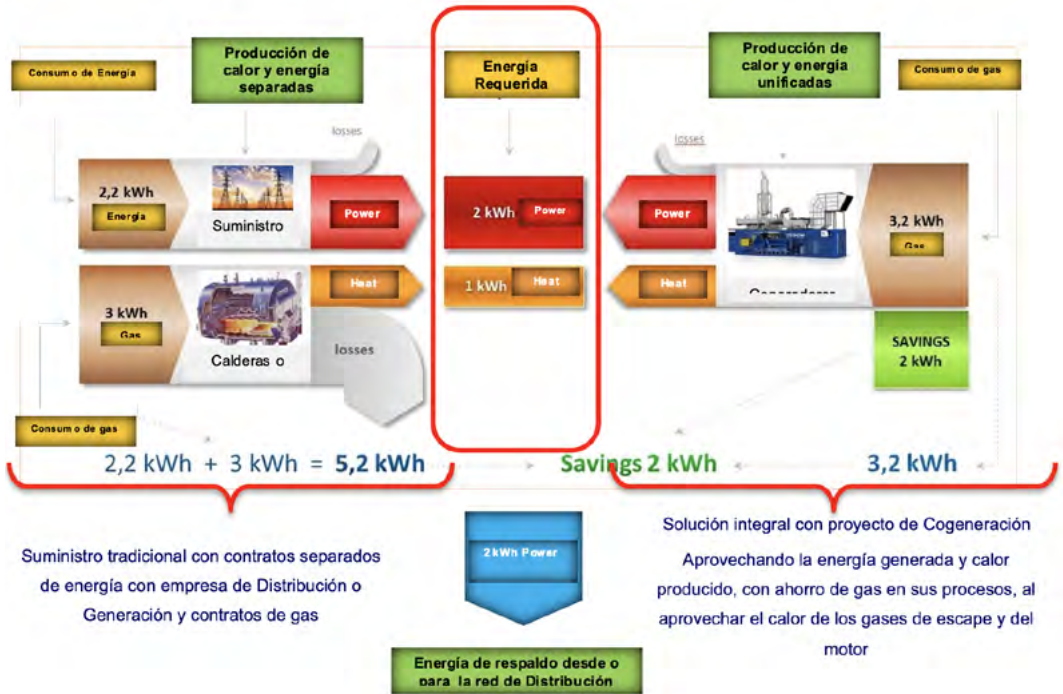 Consumo de Energía
Producción de
calor y energía
separadas
Energía
Requerida
Producción de
calor y energía
unificadas
Consumo de gas
losses
losses
2,2 kWh
Energía
Suministro
Power
2 kWh
Power
Power
3,2 kWh
Gas
3 kWh
Gas
Calderas o
Heat
1 kWh
Heat
Heat
losses
SAVINGS
2 kWh
Consumo de gas
2,2 kWh + 3 kWh = 5,2 kWh
Savings 2 kWh
3,2 kWh
Suministro tradicional con contratos separados
de energía con empresa de Distribución o
Generación y contratos de gas
2kWh Power
Solución integral con proyecto de Cogeneración
Aprovechando la energía generada y calor
producido, con ahorro de gas en sus procesos, al
aprovechar el calor de los gases de escape y del
motor
Energía de respaldo desde o
para la red de Distribución